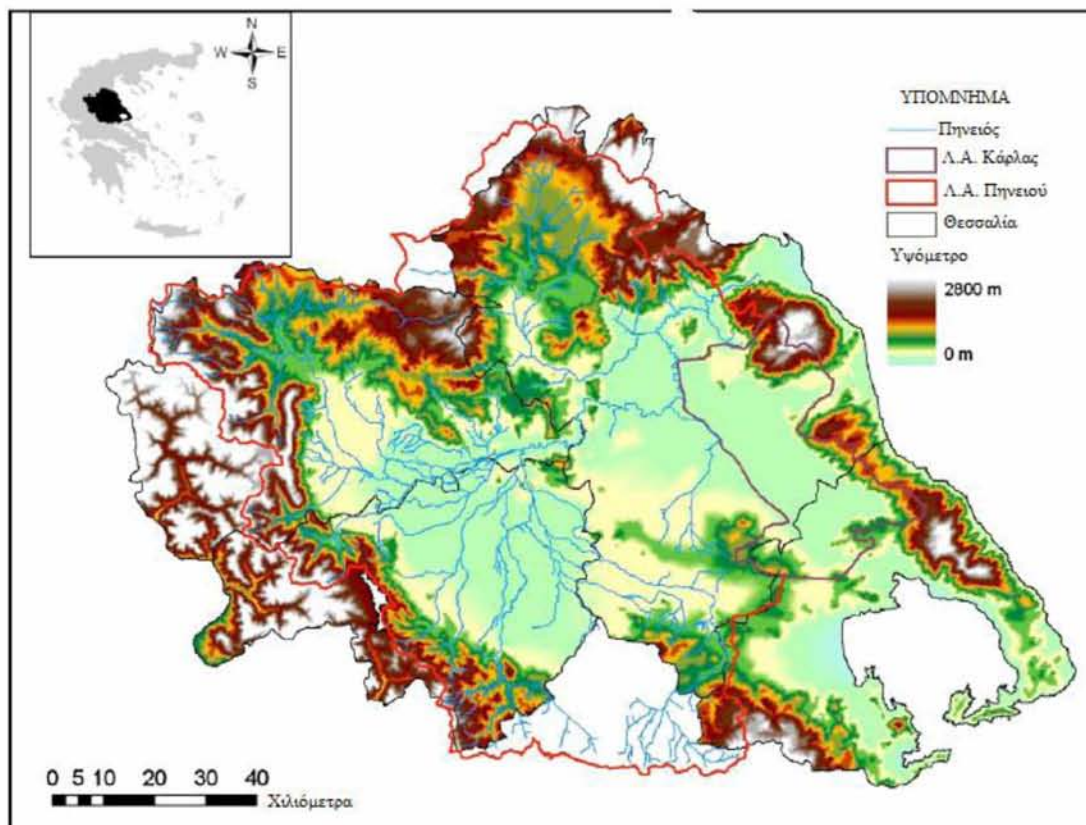 N
W E
S
ΥΠΟΜΝΗΜΑ
Πηνειός
Λ.Α. Κάρλας
Λ.Α. Πηνειού
Θεσσαλία
Υψόμετρο
2800 m
0 m
0 5 10 20 30 40
Χιλιόμετρα